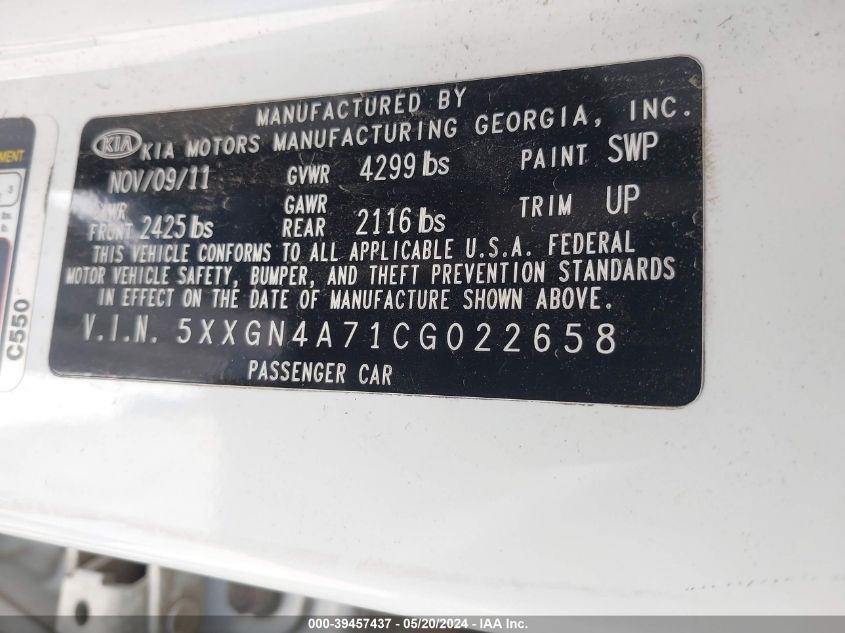 MANUFACTURED BY
KIA KIA MOTORS MANUFACTURING GEORGIA, INC.
NOV/09/11 GVWR 4299 lbs PAINT SWP
GAWR FRONT 2425 lbs GAWR REAR 2116 lbs TRIM UP
THIS VEHICLE CONFORMS TO ALL APPLICABLE U.S.A. FEDERAL
MOTOR VEHICLE SAFETY, BUMPER, AND THEFT PREVENTION STANDARDS
IN EFFECT ON THE DATE OF MANUFACTURE SHOWN ABOVE.
V.I.N. 5XXGN4A71CG022658
PASSENGER CAR
C550
3
000-39457437 - 05/20/2024 - IAA Inc.